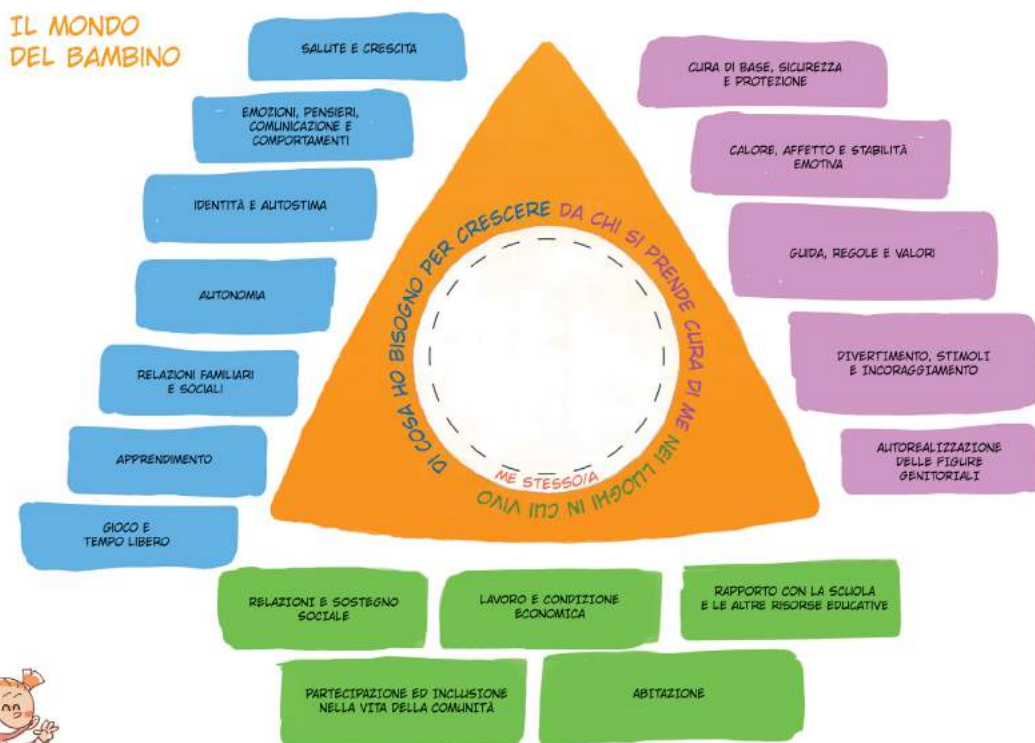 IL MONDO
DEL BAMBINO
SALUTE E CRESCITA
EMOZIONI, PENSIERI,
COMUNICAZIONE E
COMPORTAMENTI
IDENTITÀ E AUTOSTIMA
AUTONOMIA
RELAZIONI FAMILIARI
E SOCIALI
APPRENDIMENTO
GIOCO E
TEMPO LIBERO
DI COSA HO BISOGNO PER CRESCERE
DA CHI SI PRENDE CURA DI ME
NEI LUOGHI IN CUI VIVO
ME STESSO/A
CURA DI BASE, SICUREZZA
E PROTEZIONE
CALORE, AFFETTO E STABILITÀ
EMOTIVA
GUIDA, REGOLE E VALORI
DIVERTIMENTO, STIMOLI
E INCORAGGIAMENTO
AUTOREALIZZAZIONE
DELLE FIGURE
GENITORIALI
RELAZIONI E SOSTEGNO
SOCIALE
LAVORO E CONDIZIONE
ECONOMICA
RAPPORTO CON LA SCUOLA
E LE ALTRE RISORSE EDUCATIVE
PARTECIPAZIONE ED INCLUSIONE
NELLA VITA DELLA COMUNITÀ
ABITAZIONE